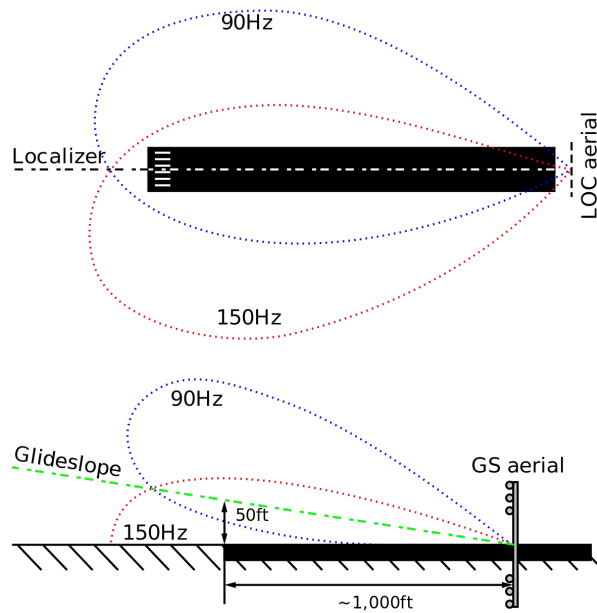 90Hz
Localizer
LOC aerial
150Hz
90Hz
Glideslope
GS aerial
50ft
150Hz
~1,000ft